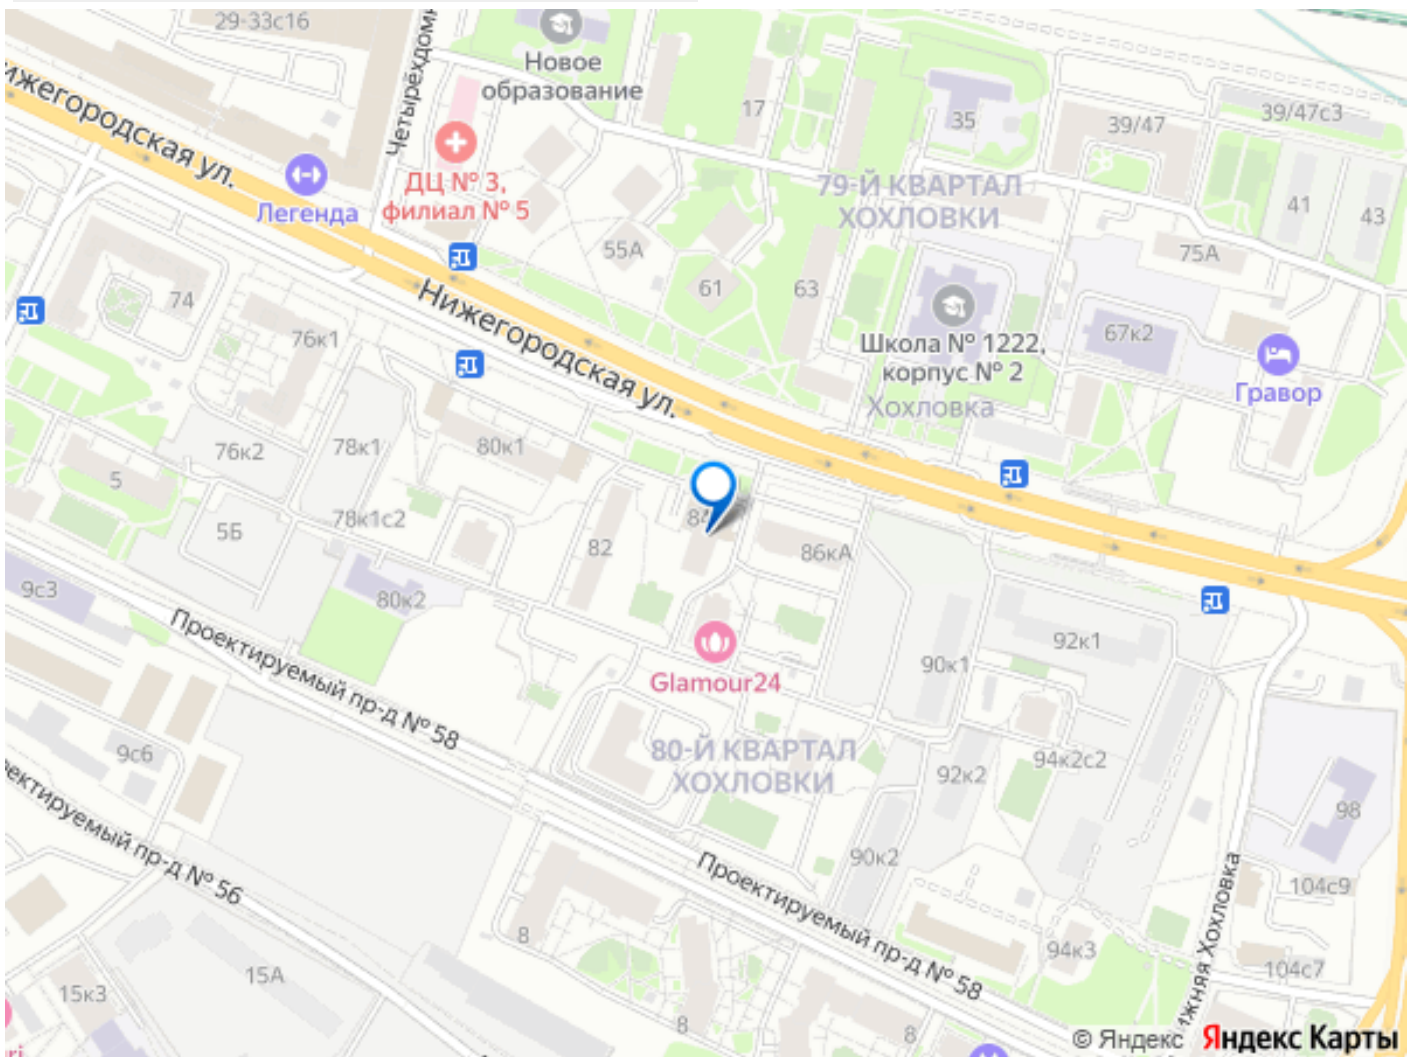 29-33с16
Четырёхдомн
Новое
образование
17
35
39/47
39/47с3
ижегородская ул.
Легенда
ДЦ № 3,
филиал № 5
79-Й КВАРТАЛ
ХОХЛОВКИ
41
43
55А
75А
74
61
63
Нижегородская ул.
76к1
Школа № 1222,
корпус № 2
67к2
Гравор
Хохловка
76к2
78к1
80к1
5
5Б
78к1с2
82
86кА
9с3
80к2
Проектируемый пр-д № 58
Glamour24
90к1
92к1
80-Й КВАРТАЛ
ХОХЛОВКИ
9с6
92к2
94к2с2
98
ектируемый пр-д № 56
90к2
Проектируемый пр-д № 58
104с9
8
94к3
15А
104с7
15к3
8
8
жняя Хохловка
ri
© Яндекс Яндекс Карты